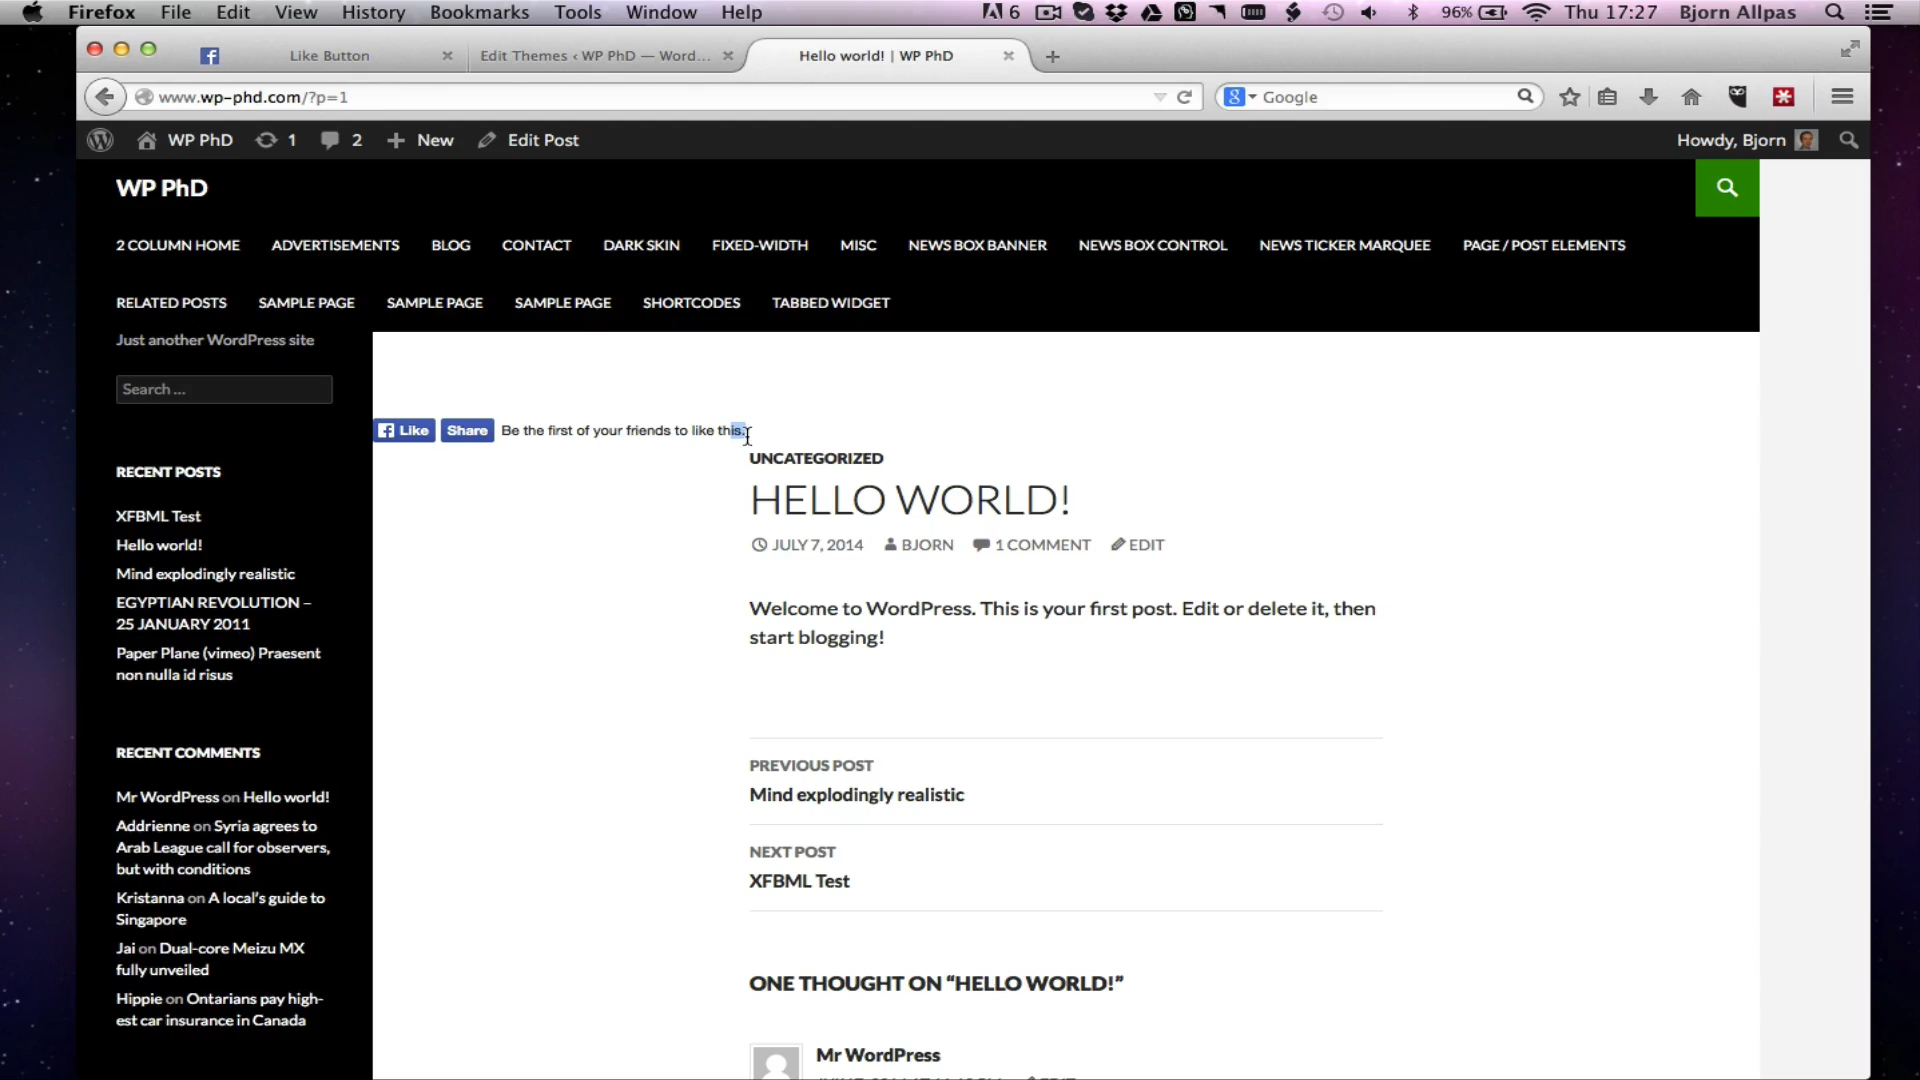 Firefox File Edit View History Bookmarks Tools Window Help 6 96% Thu 17:27 Bjorn Allpas
Like Button Edit Themes ‹ WP PhD — Word... Hello world! | WP PhD
www.wp-phd.com/?p=1 Google
WP PhD 1 2 New Edit Post Howdy, Bjorn
WP PhD
2 COLUMN HOME ADVERTISEMENTS BLOG CONTACT DARK SKIN FIXED-WIDTH MISC NEWS BOX BANNER NEWS BOX CONTROL NEWS TICKER MARQUEE PAGE / POST ELEMENTS
RELATED POSTS SAMPLE PAGE SAMPLE PAGE SAMPLE PAGE SHORTCODES TABBED WIDGET
Just another WordPress site
Search ...
RECENT POSTS
XFBML Test
Hello world!
Mind explodingly realistic
EGYPTIAN REVOLUTION –
25 JANUARY 2011
Paper Plane (vimeo) Praesent
non nulla id risus
RECENT COMMENTS
Mr WordPress on Hello world!
Addrienne on Syria agrees to
Arab League call for observers,
but with conditions
Kristanna on A local's guide to
Singapore
Jai on Dual-core Meizu MX
fully unveiled
Hippie on Ontarians pay high-
est car insurance in Canada
Like Share Be the first of your friends to like this.
UNCATEGORIZED
HELLO WORLD!
JULY 7, 2014 BJORN 1 COMMENT EDIT
Welcome to WordPress. This is your first post. Edit or delete it, then
start blogging!
PREVIOUS POST
Mind explodingly realistic
NEXT POST
XFBML Test
ONE THOUGHT ON “HELLO WORLD!”
Mr WordPress